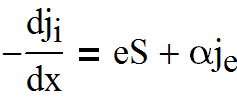 -dj_i/dx = eS + αj_e